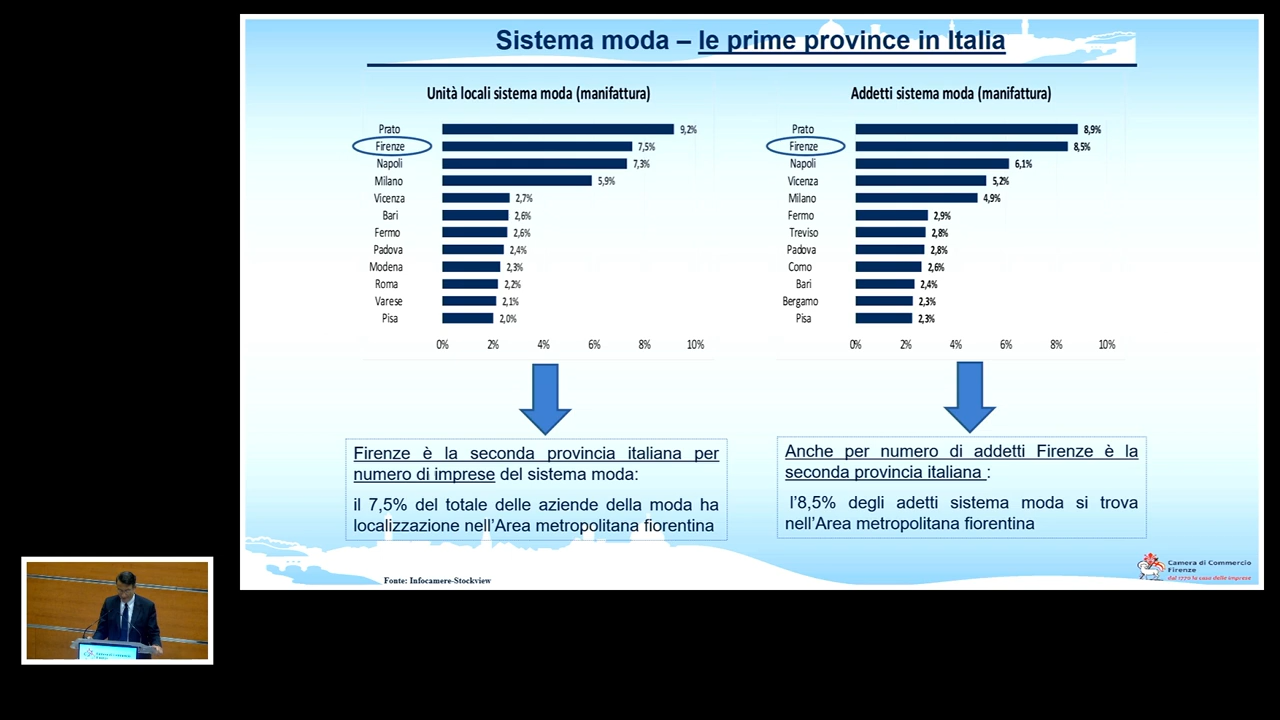 Sistema moda – le prime province in Italia
Unità locali sistema moda (manifattura)
Prato 9,2%
Firenze 7,5%
Napoli 7,3%
Milano 5,9%
Vicenza 2,7%
Bari 2,6%
Fermo 2,6%
Padova 2,4%
Modena 2,3%
Roma 2,2%
Varese 2,1%
Pisa 2,0%
0% 2% 4% 6% 8% 10%
Addetti sistema moda (manifattura)
Prato 8,9%
Firenze 8,5%
Napoli 6,1%
Vicenza 5,2%
Milano 4,9%
Fermo 2,9%
Treviso 2,8%
Padova 2,8%
Como 2,6%
Bari 2,4%
Bergamo 2,3%
Pisa 2,3%
0% 2% 4% 6% 8% 10%
Firenze è la seconda provincia italiana per
numero di imprese del sistema moda:
il 7,5% del totale delle aziende della moda ha
localizzazione nell'Area metropolitana fiorentina
Anche per numero di addetti Firenze è la
seconda provincia italiana :
l'8,5% degli adetti sistema moda si trova
nell'Area metropolitana fiorentina
Fonte: Infocamere-Stockview
Camera di Commercio
Firenze
dal 1770 la casa delle imprese